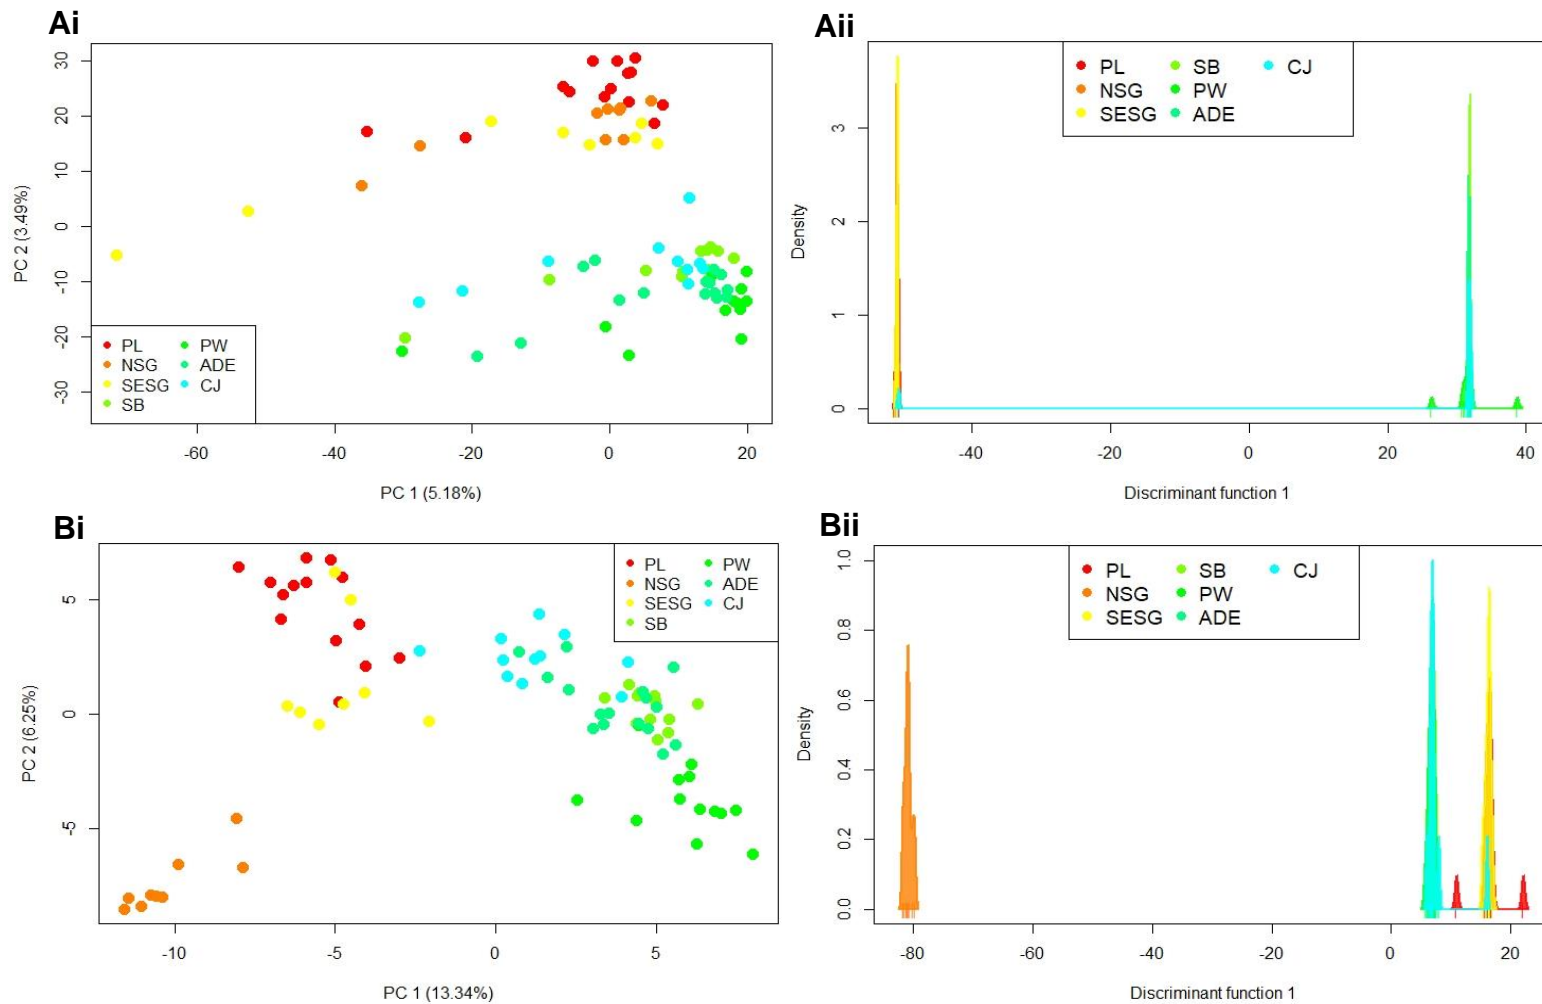 Ai
30
20
10
0
-10
-20
-30
PC 2 (3.49%)
PL PW
NSG ADE
SESG CJ
SB
-60 -40 -20 0 20
PC 1 (5.18%)
Aii
PL SB CJ
NSG PW
SESG ADE
3
2
1
0
Density
-40 -20 0 20 40
Discriminant function 1
Bi
PL PW
NSG ADE
SESG CJ
SB
5
0
-5
PC 2 (6.25%)
-10 -5 0 5
PC 1 (13.34%)
Bii
PL SB CJ
NSG PW
SESG ADE
1.0
0.8
0.6
0.4
0.2
0.0
Density
-80 -60 -40 -20 0 20
Discriminant function 1